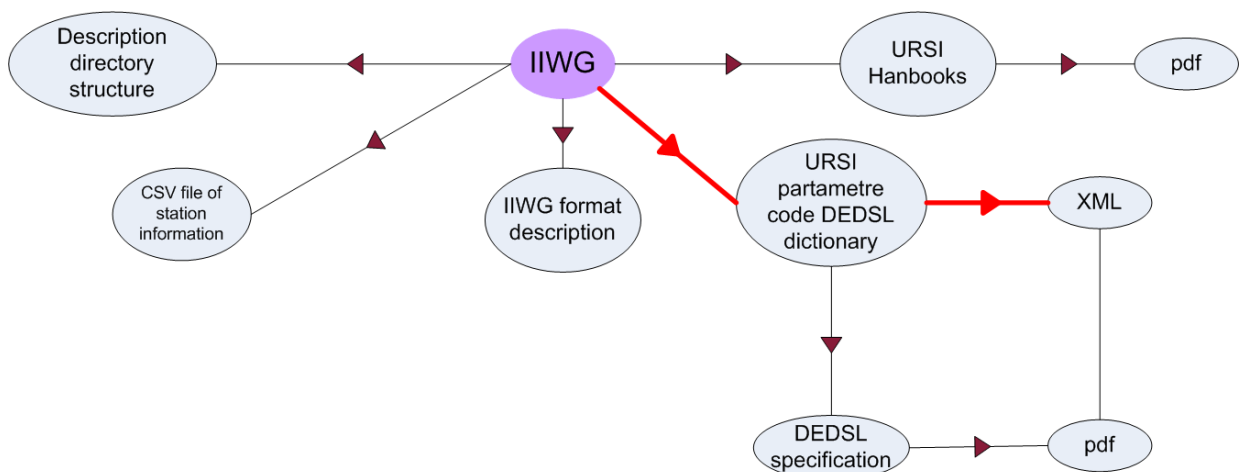 Description
directory
structure
IIWG
URSI
Hanbooks
pdf
CSV file of
station
information
IIWG format
description
URSI
partametre
code DEDSL
dictionary
XML
DEDSL
specification
pdf